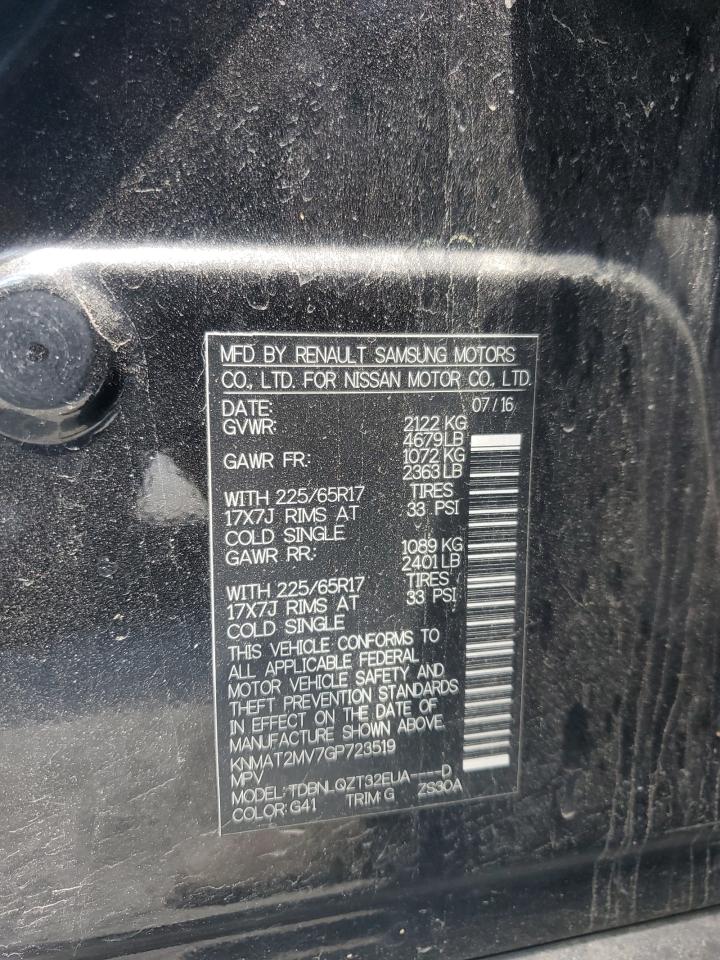 MFD BY RENAULT SAMSUNG MOTORS
CO., LTD. FOR NISSAN MOTOR CO., LTD.
DATE: 07/16
GVWR: 2122 KG
4679LB
GAWR FR.: 1072 KG
2363 LB
WITH 225/65R17 TIRES
17X7J RIMS AT 33 PSI
COLD SINGLE
GAWR RR.: 1089 KG
2401 LB
WITH 225/65R17 TIRES
17X7J RIMS AT 33 PSI
COLD SINGLE
THIS VEHICLE CONFORMS TO
ALL APPLICABLE FEDERAL
MOTOR VEHICLE SAFETY AND
THEFT PREVENTION STANDARDS
IN EFFECT ON THE DATE OF
MANUFACTURE SHOWN ABOVE.
KNMAT2MV7GP723519
MPV
MODEL: TDBNLQZT32EUA----D
COLOR: G41 TRIM: G ZS30A